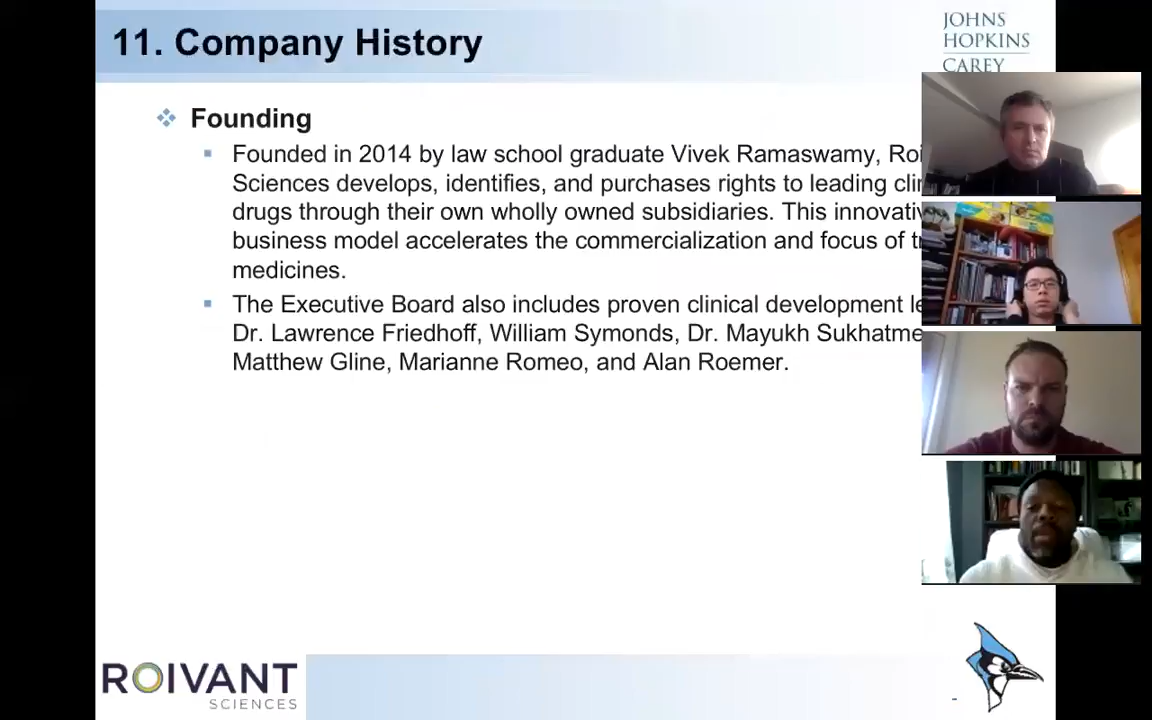 11. Company History
JOHNS
HOPKINS
CAREY
Founding
Founded in 2014 by law school graduate Vivek Ramaswamy,
Sciences develops, identifies, and purchases rights to leading
drugs through their own wholly owned subsidiaries. This
business model accelerates the commercialization and focus of
medicines.
The Executive Board also includes proven clinical development
Dr. Lawrence Friedhoff, William Symonds, Dr. Mayukh Sukhatme
Matthew Gline, Marianne Romeo, and Alan Roemer.
ROIVANT
SCIENCES